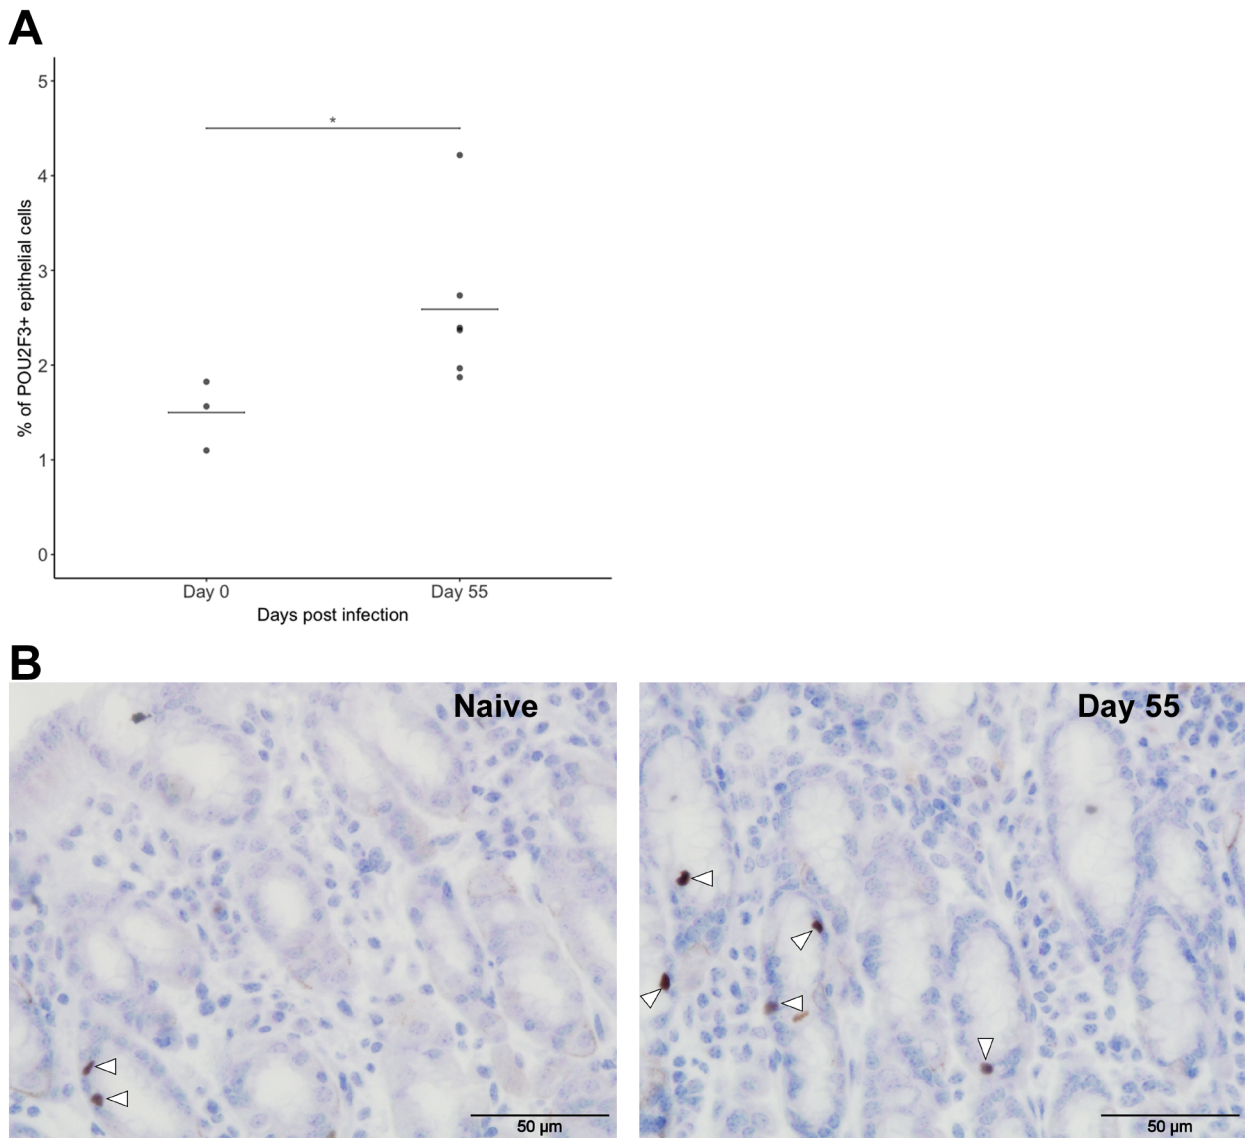 A
5
*
4
3
2
1
0
% of POU2F3+ epithelial cells
Day 0
Day 55
Days post infection
B
Naive
Day 55
50 µm
50 µm